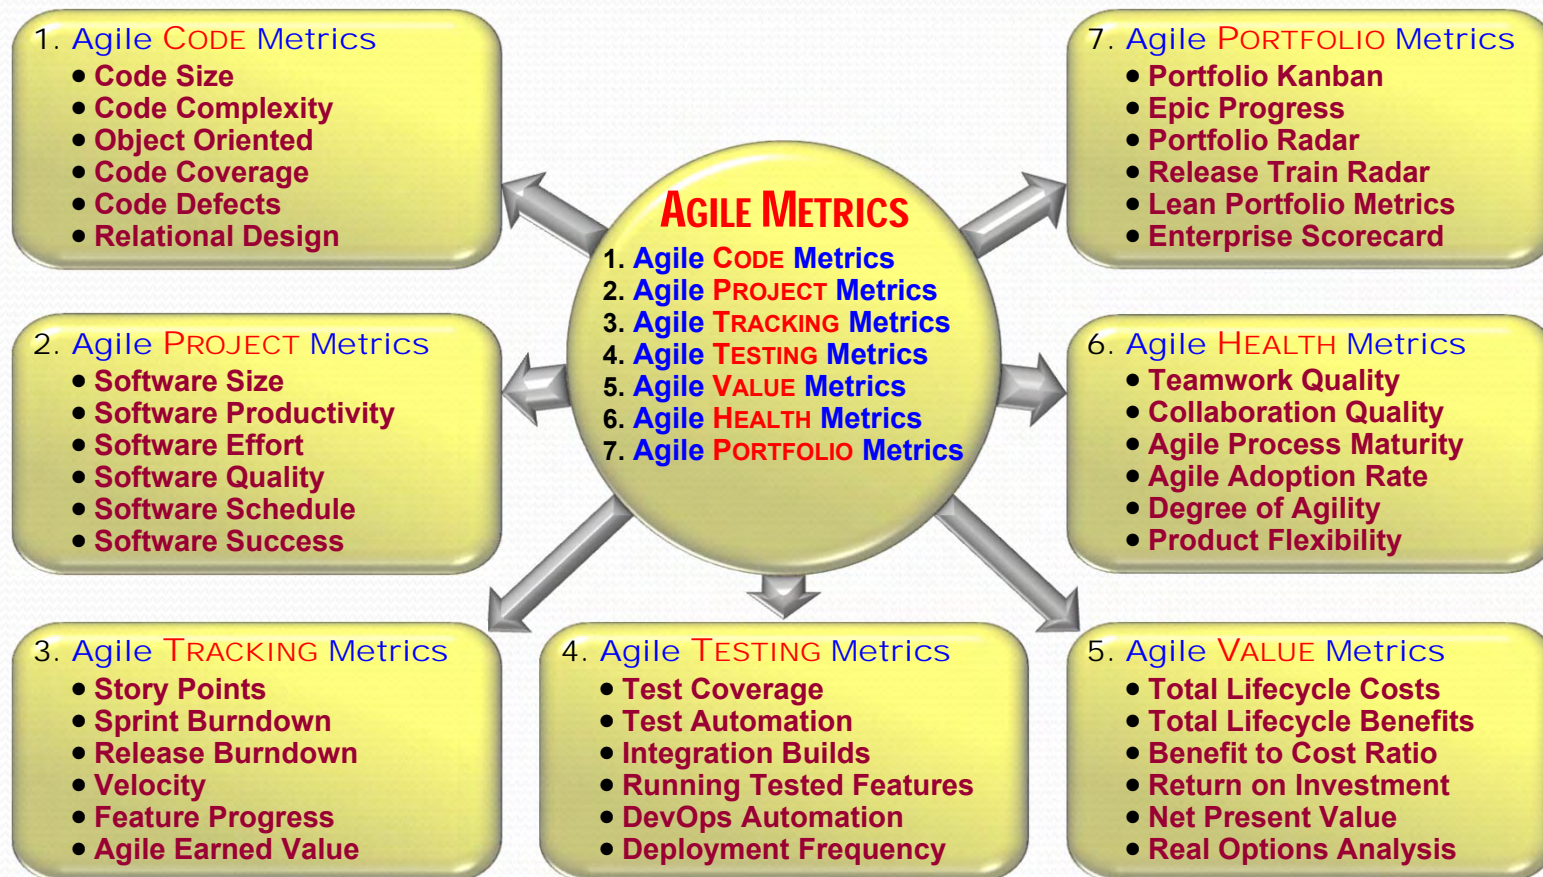 AGILE METRICS
1. Agile CODE Metrics
2. Agile PROJECT Metrics
3. Agile TRACKING Metrics
4. Agile TESTING Metrics
5. Agile VALUE Metrics
6. Agile HEALTH Metrics
7. Agile PORTFOLIO Metrics
1. Agile CODE Metrics
• Code Size
• Code Complexity
• Object Oriented
• Code Coverage
• Code Defects
• Relational Design
2. Agile PROJECT Metrics
• Software Size
• Software Productivity
• Software Effort
• Software Quality
• Software Schedule
• Software Success
3. Agile TRACKING Metrics
• Story Points
• Sprint Burndown
• Release Burndown
• Velocity
• Feature Progress
• Agile Earned Value
4. Agile TESTING Metrics
• Test Coverage
• Test Automation
• Integration Builds
• Running Tested Features
• DevOps Automation
• Deployment Frequency
5. Agile VALUE Metrics
• Total Lifecycle Costs
• Total Lifecycle Benefits
• Benefit to Cost Ratio
• Return on Investment
• Net Present Value
• Real Options Analysis
6. Agile HEALTH Metrics
• Teamwork Quality
• Collaboration Quality
• Agile Process Maturity
• Agile Adoption Rate
• Degree of Agility
• Product Flexibility
7. Agile PORTFOLIO Metrics
• Portfolio Kanban
• Epic Progress
• Portfolio Radar
• Release Train Radar
• Lean Portfolio Metrics
• Enterprise Scorecard